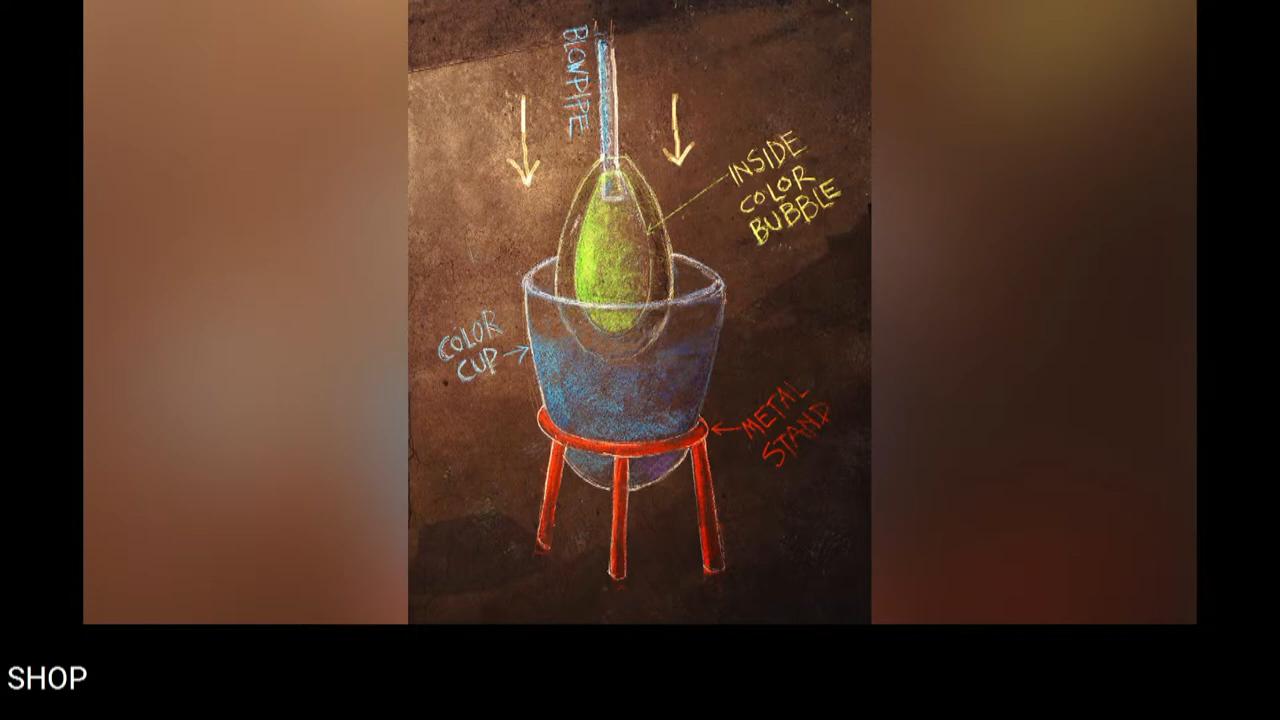 BLOWPIPE
INSIDE
COLOR
BUBBLE
COLOR
CUP
METAL
STAND
SHOP